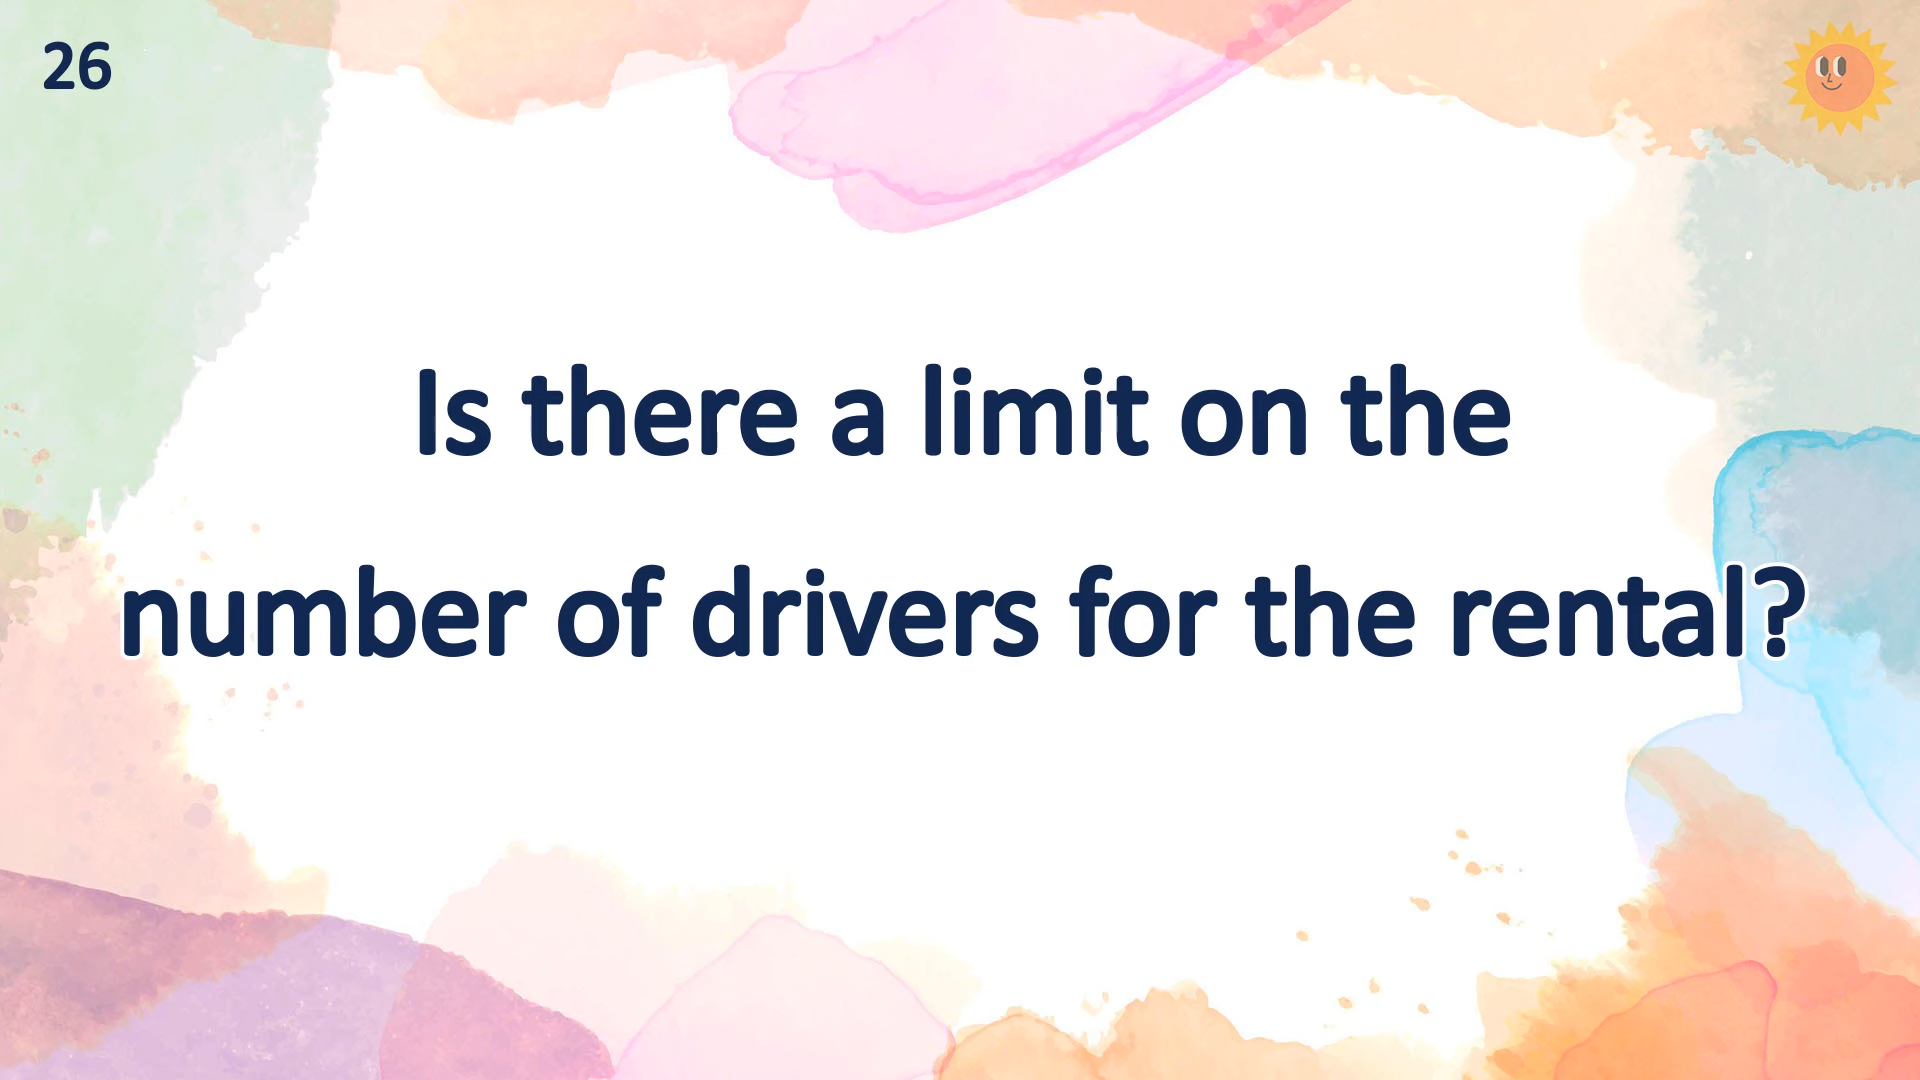 26
Is there a limit on the
number of drivers for the rental?